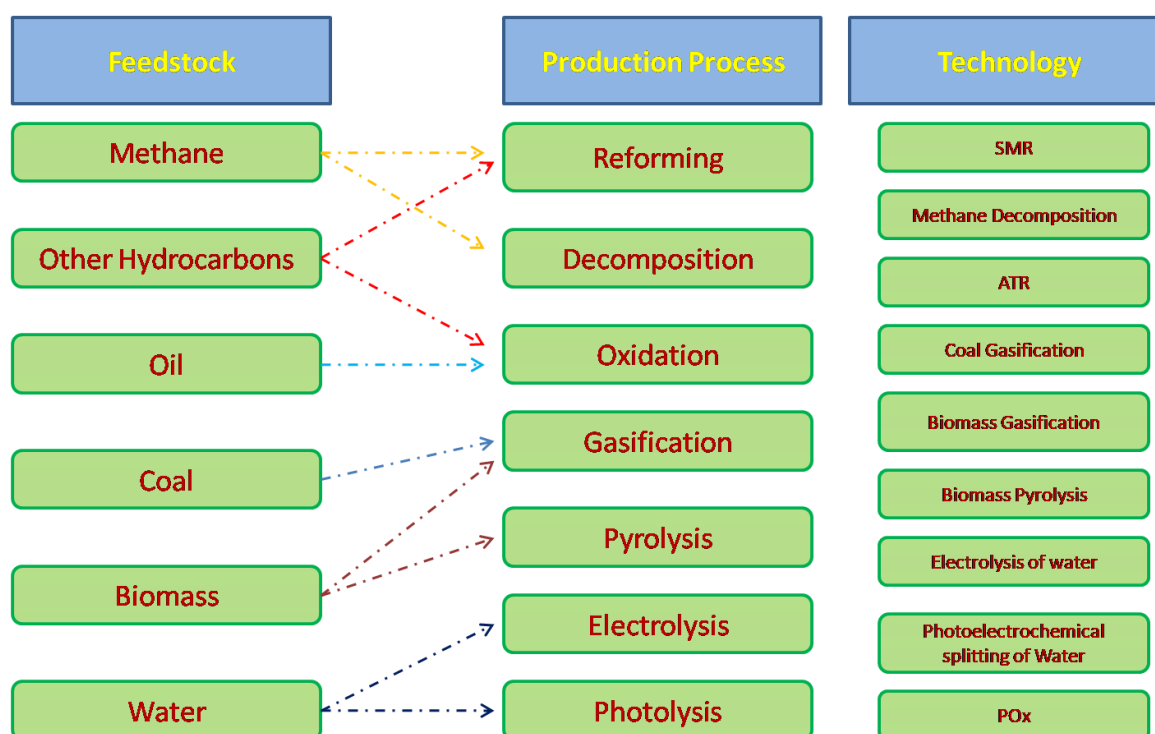 Feedstock
Production Process
Technology
Methane
Other Hydrocarbons
Oil
Coal
Biomass
Water
Reforming
Decomposition
Oxidation
Gasification
Pyrolysis
Electrolysis
Photolysis
SMR
Methane Decomposition
ATR
Coal Gasification
Biomass Gasification
Biomass Pyrolysis
Electrolysis of water
Photoelectrochemical
splitting of Water
POx